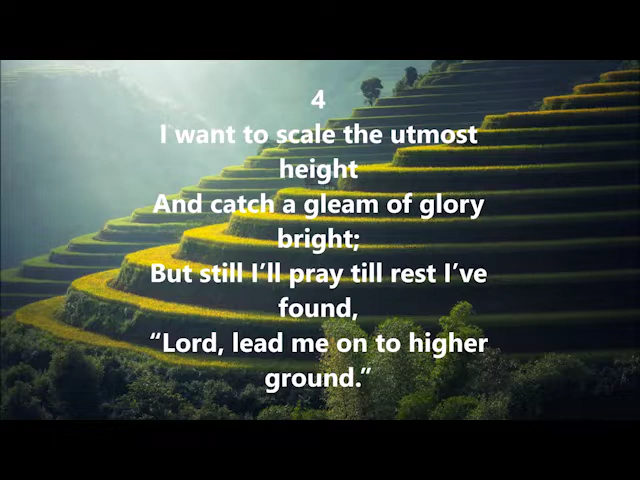 4
I want to scale the utmost
height
And catch a gleam of glory
bright;
But still I’ll pray till rest I’ve
found,
“Lord, lead me on to higher
ground.”